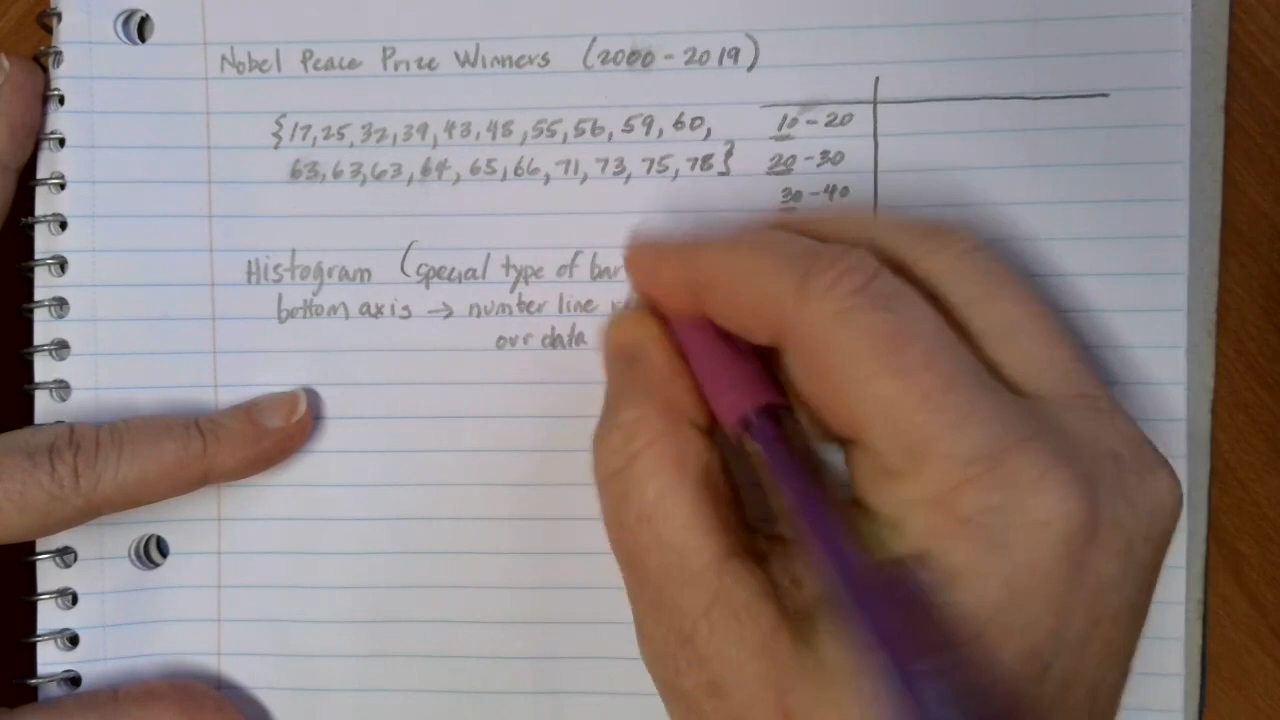 Nobel Peace Prize Winners (2000-2019)
{17,25,32,39,43,48,55,56,59,60,
63,63,63,64,65,66,71,73,75,78}
10-20
20-30
30-40
Histogram (special type of bar
bottom axis → number line
our data